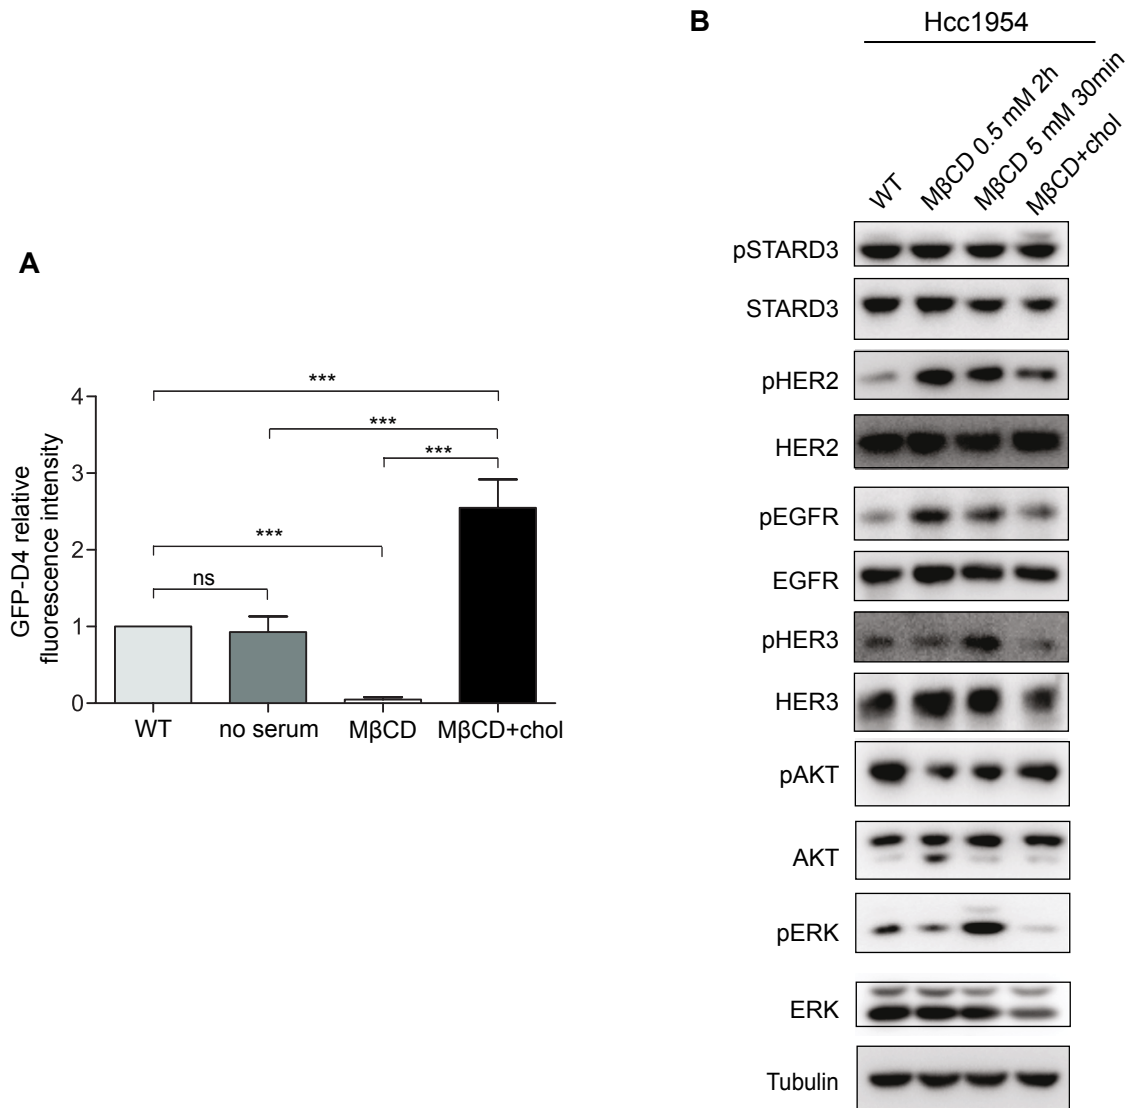 A
GFP-D4 relative
fluorescence intensity
4
3
2
1
0
***
***
***
***
ns
WT
no serum
MβCD
MβCD+chol
B
Hcc1954
WT
MβCD 0.5 mM 2h
MβCD 5 mM 30min
MβCD+chol
pSTARD3
STARD3
pHER2
HER2
pEGFR
EGFR
pHER3
HER3
pAKT
AKT
pERK
ERK
Tubulin